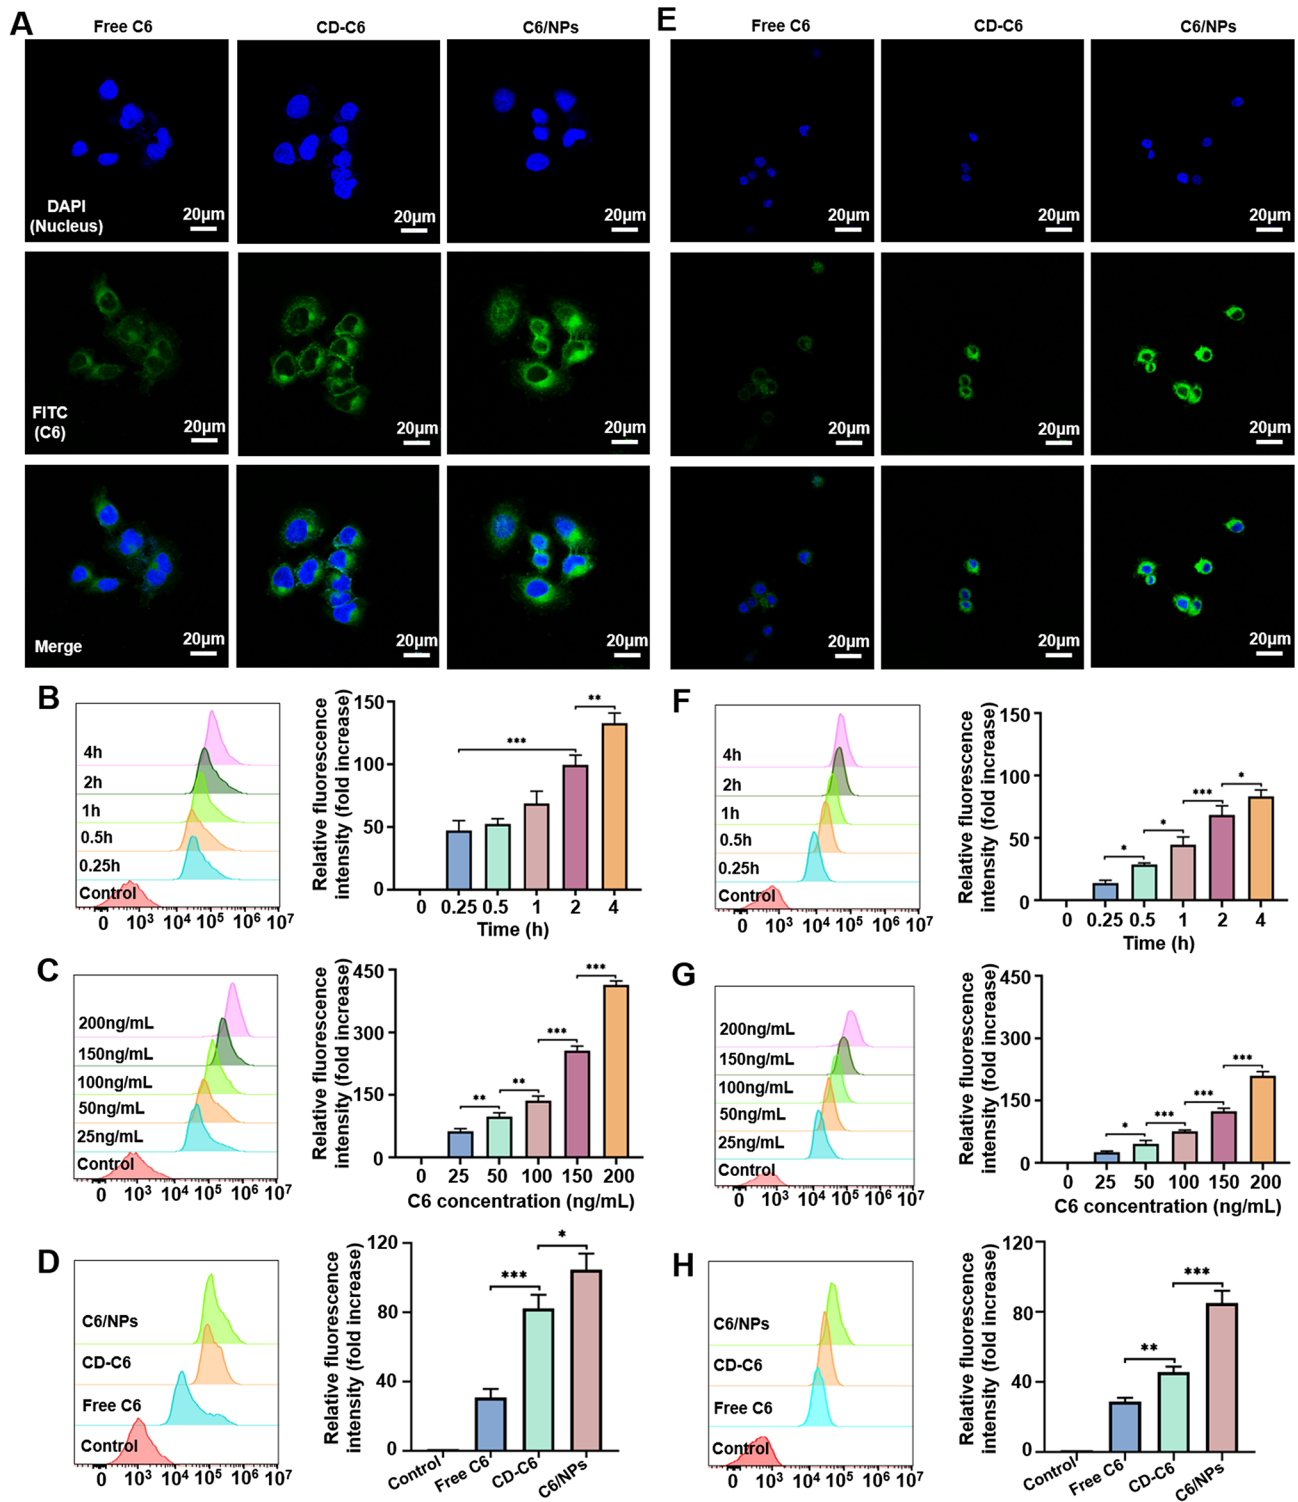 A
Free C6
CD-C6
C6/NPs
DAPI
(Nucleus)
20μm
20μm
20μm
FITC
(C6)
20μm
20μm
20μm
Merge
20μm
20μm
20μm
E
Free C6
CD-C6
C6/NPs
20μm
20μm
20μm
20μm
20μm
20μm
20μm
20μm
20μm
B
4h
2h
1h
0.5h
0.25h
Control
0 10³ 10⁴ 10⁵ 10⁶ 10⁷
Relative fluorescence
intensity (fold increase)
150
100
50
0
** 
***
0 0.25 0.5 1 2 4
Time (h)
F
4h
2h
1h
0.5h
0.25h
Control
0 10³ 10⁴ 10⁵ 10⁶ 10⁷
Relative fluorescence
intensity (fold increase)
150
100
50
0
*
*
***
*
0 0.25 0.5 1 2 4
Time (h)
C
200ng/mL
150ng/mL
100ng/mL
50ng/mL
25ng/mL
Control
0 10³ 10⁴ 10⁵ 10⁶ 10⁷
Relative fluorescence
intensity (fold increase)
450
300
150
0
**
**
***
***
0 25 50 100 150 200
C6 concentration (ng/mL)
G
200ng/mL
150ng/mL
100ng/mL
50ng/mL
25ng/mL
Control
0 10³ 10⁴ 10⁵ 10⁶ 10⁷
Relative fluorescence
intensity (fold increase)
450
300
150
0
*
***
***
***
0 25 50 100 150 200
C6 concentration (ng/mL)
D
C6/NPs
CD-C6
Free C6
Control
0 10³ 10⁴ 10⁵ 10⁶ 10⁷
Relative fluorescence
intensity (fold increase)
120
80
40
0
***
*
Control Free C6 CD-C6 C6/NPs
H
C6/NPs
CD-C6
Free C6
Control
0 10³ 10⁴ 10⁵ 10⁶ 10⁷
Relative fluorescence
intensity (fold increase)
120
80
40
0
**
***
Control Free C6 CD-C6 C6/NPs